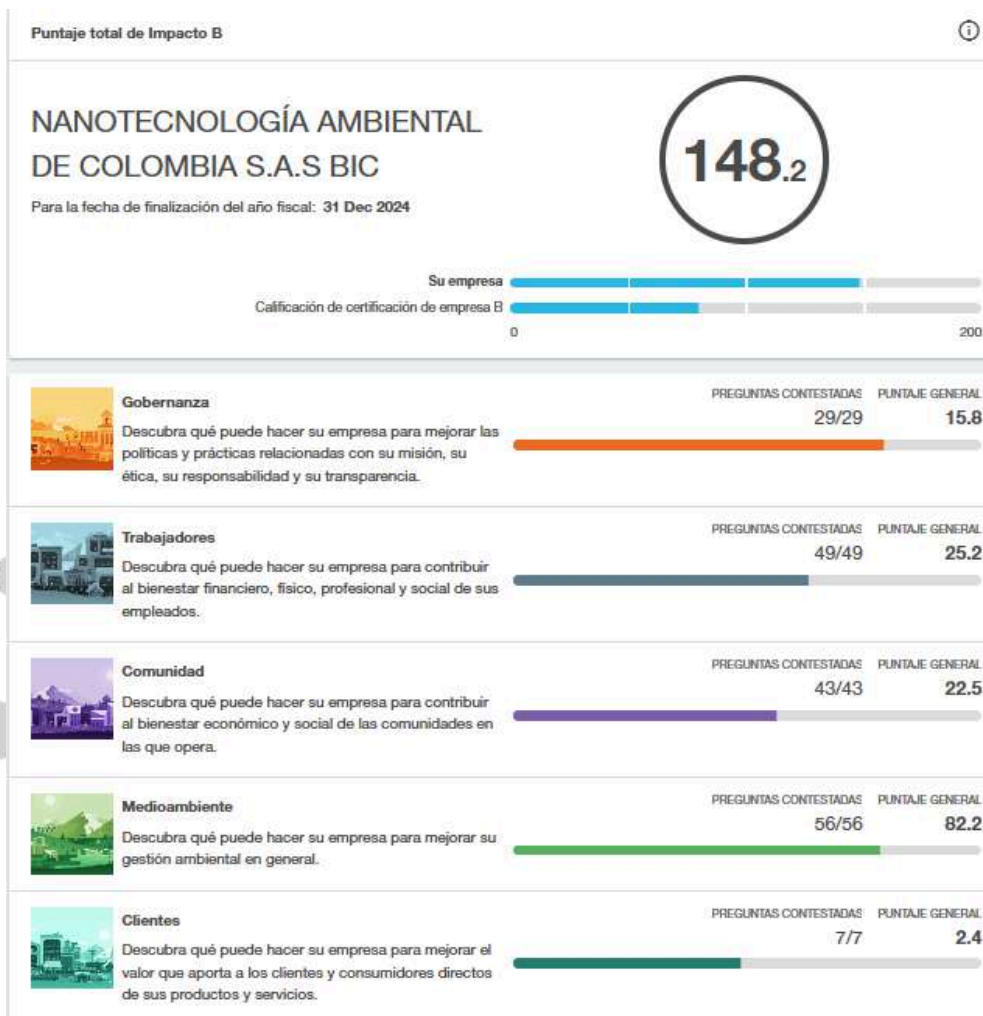 Puntaje total de Impacto B
NANOTECNOLOGÍA AMBIENTAL
DE COLOMBIA S.A.S BIC
Para la fecha de finalización del año fiscal: 31 Dec 2024
148.2
Su empresa
Calificación de certificación de empresa B
0 200
Gobernanza
Descubra qué puede hacer su empresa para mejorar las
políticas y prácticas relacionadas con su misión, su
ética, su responsabilidad y su transparencia.
PREGUNTAS CONTESTADAS PUNTAJE GENERAL
29/29 15.8
Trabajadores
Descubra qué puede hacer su empresa para contribuir
al bienestar financiero, físico, profesional y social de sus
empleados.
PREGUNTAS CONTESTADAS PUNTAJE GENERAL
49/49 25.2
Comunidad
Descubra qué puede hacer su empresa para contribuir
al bienestar económico y social de las comunidades en
las que opera.
PREGUNTAS CONTESTADAS PUNTAJE GENERAL
43/43 22.5
Medioambiente
Descubra qué puede hacer su empresa para mejorar su
gestión ambiental en general.
PREGUNTAS CONTESTADAS PUNTAJE GENERAL
56/56 82.2
Clientes
Descubra qué puede hacer su empresa para mejorar el
valor que aporta a los clientes y consumidores directos
de sus productos y servicios.
PREGUNTAS CONTESTADAS PUNTAJE GENERAL
7/7 2.4